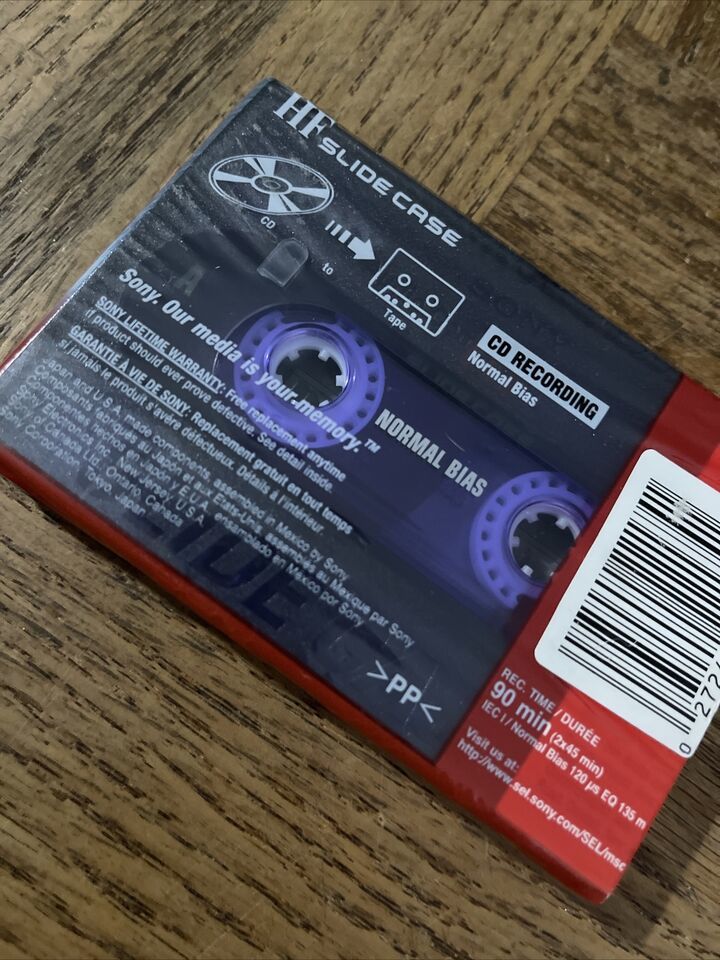 HF SLIDE CASE
CD
to
Tape
SONY
CD RECORDING
Normal Bias
A
Sony. Our media is your memory.™
SONY LIFETIME WARRANTY: Free replacement anytime
if product should ever prove defective. See detail inside.
GARANTIE À VIE DE SONY: Replacement gratuit en tout temps
si jamais le produit s'avère défectueux. Détails à l'intérieur.
Japan and U.S.A. made components, assembled in Mexico by Sony
Composants fabriqués au Japon et aux Etats-Unis, assemblés au Mexique par Sony
Componentes hechos en Japón / E.U.A. ensamblado en México por Sony
Sony Electronics Inc. New Jersey / U.S.A.
Sony of Canada Ltd. Ontario, Canada
Sony Corporation Tokyo, Japan
NORMAL BIAS
>PP<
REC. TIME / DURÉE
90 min (2x45 min)
IEC I / Normal Bias 120 µs EQ 135 m
Visit us at:
http://www.sel.sony.com/SEL/msc
0 272